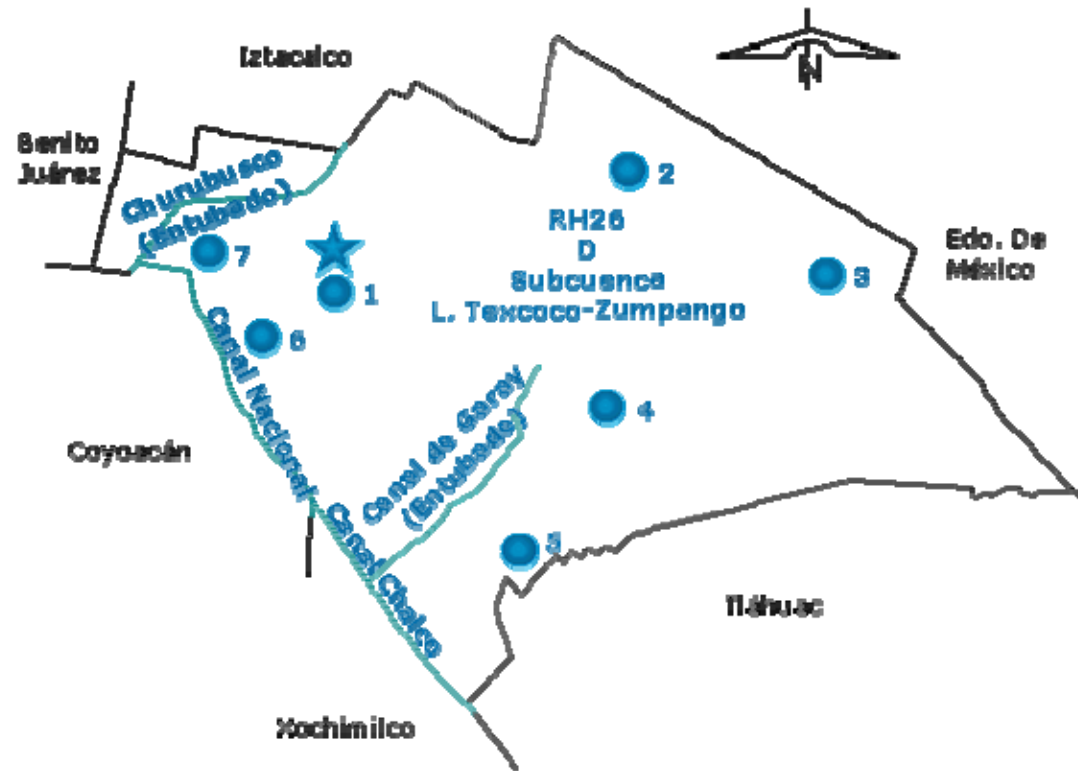 Iztacalco
N
Benito
Juárez
Churubusco
(Entubado)
2
RH26
D
Subcuenca
L. Texcoco-Zumpango
Edo. De
México
7
3
1
6
Canal Nacional
4
Canal de Garay
(Entubado)
Coyoacán
Canal Chalco
5
Tláhuac
Xochimilco